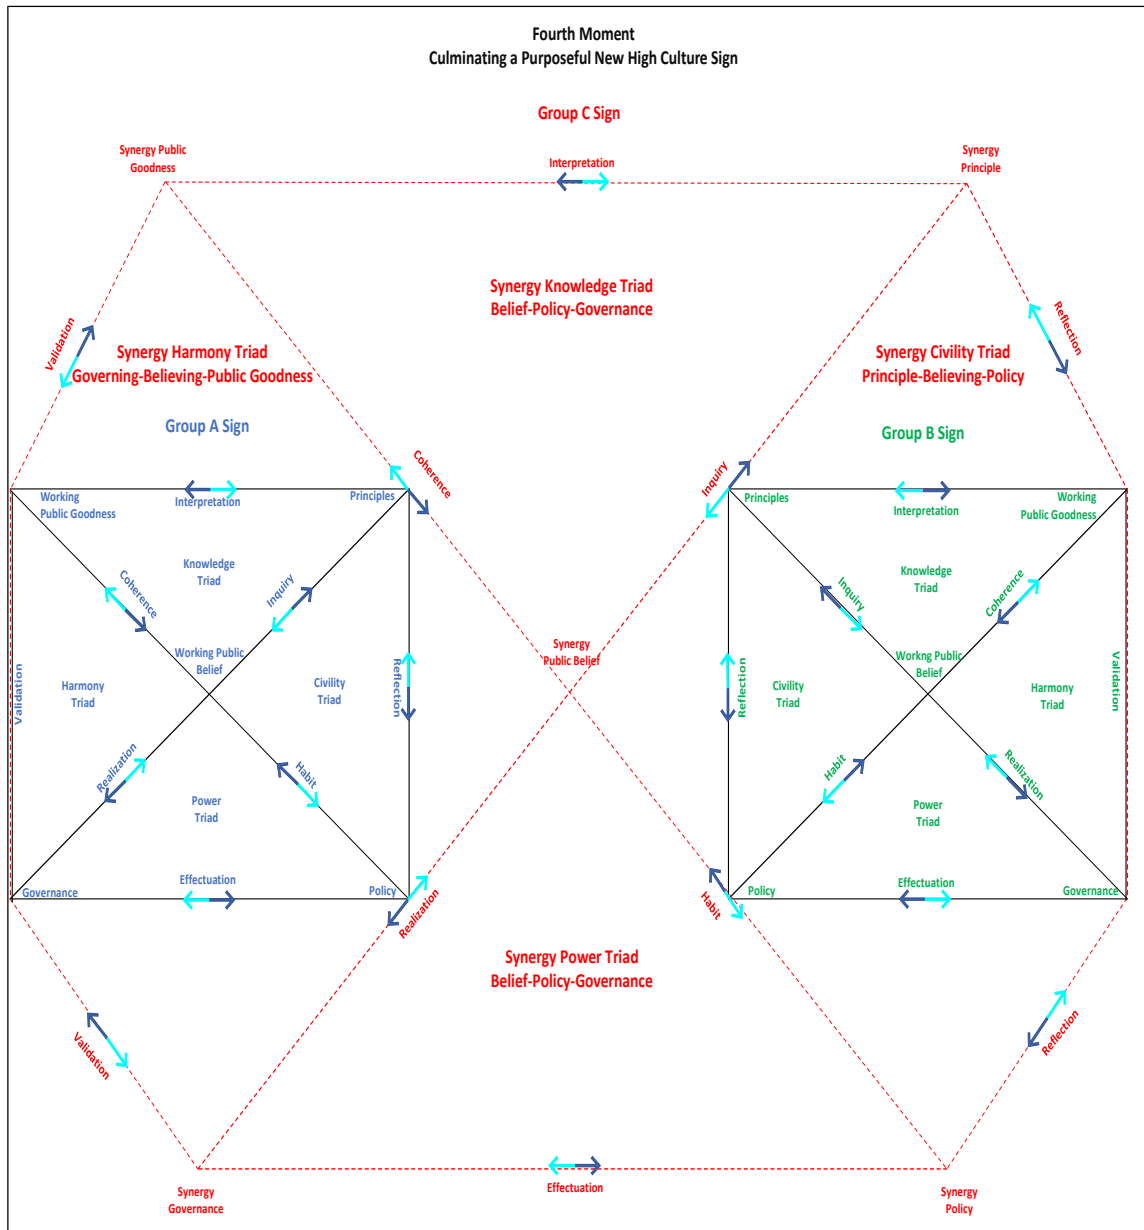 Fourth Moment
Culminating a Purposeful New High Culture Sign
Group C Sign
Synergy Public
Goodness
Interpretation
Synergy
Principle
Synergy Knowledge Triad
Belief-Policy-Governance
Validation
Reflection
Synergy Harmony Triad
Governing-Believing-Public Goodness
Synergy Civility Triad
Principle-Believing-Policy
Group A Sign
Group B Sign
Coherence
Inquiry
Working
Public Goodness
Interpretation
Principles
Principles
Interpretation
Working
Public Goodness
Knowledge
Triad
Knowledge
Triad
Coherence
Inquiry
Inquiry
Coherence
Working Public
Belief
Synergy
Public Belief
Workng Public
Belief
Validation
Harmony
Triad
Civility
Triad
Reflection
Reflection
Civility
Triad
Harmony
Triad
Validation
Realization
Habit
Habit
Realization
Power
Triad
Power
Triad
Governance
Effectuation
Policy
Policy
Effectuation
Governance
Realization
Habit
Synergy Power Triad
Belief-Policy-Governance
Validation
Reflection
Synergy
Governance
Effectuation
Synergy
Policy